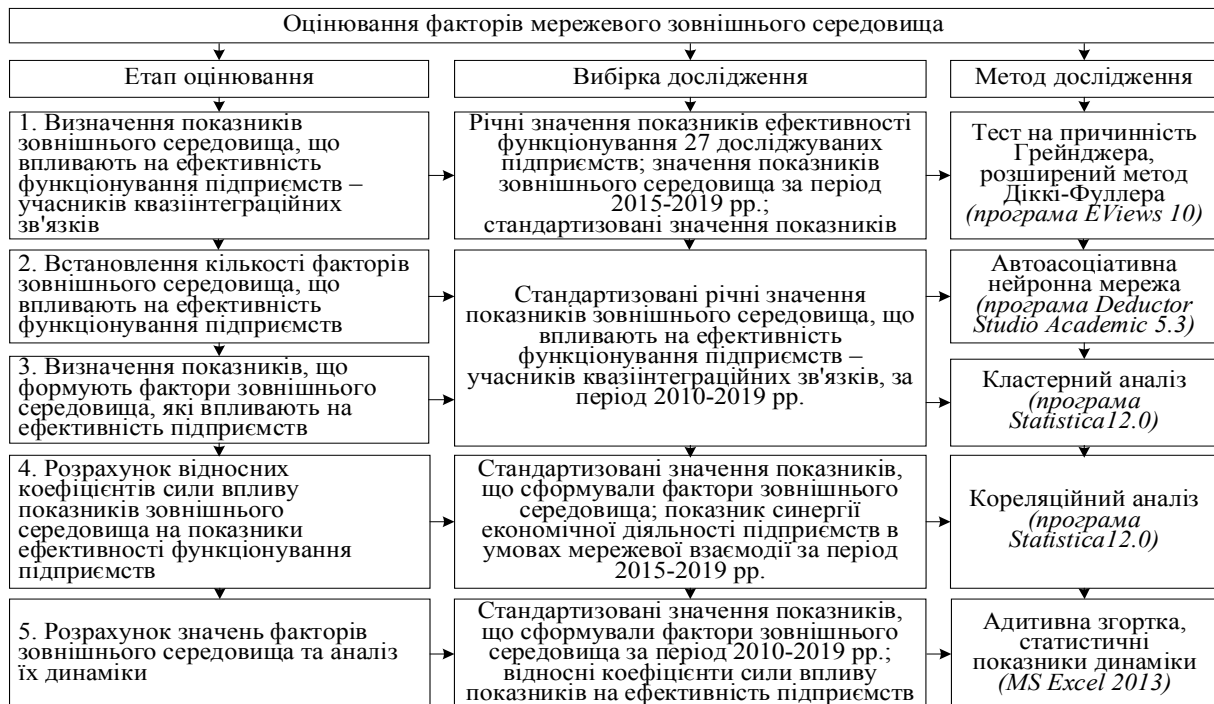 Оцінювання факторів мережевого зовнішнього середовища
Етап оцінювання
Вибірка дослідження
Метод дослідження
1. Визначення показників
зовнішнього середовища, що
впливають на ефективність
функціонування підприємств –
учасників квазіінтеграційних
зв'язків
Річні значення показників ефективності
функціонування 27 досліджуваних
підприємств; значення показників
зовнішнього середовища за період
2015-2019 рр.;
стандартизовані значення показників
Тест на причинність
Грейнджера,
розширений метод
Діккі-Фуллера
(програма EViews 10)
2. Встановлення кількості факторів
зовнішнього середовища, що
впливають на ефективність
функціонування підприємств
Стандартизовані річні значення
показників зовнішнього середовища, що
впливають на ефективність
функціонування підприємств –
учасників квазіінтеграційних зв'язків, за
період 2010-2019 рр.
Автоасоціативна
нейронна мережа
(програма Deductor
Studio Academic 5.3)
3. Визначення показників, що
формують фактори зовнішнього
середовища, які впливають на
ефективність підприємств
Кластерний аналіз
(програма
Statistica12.0)
4. Розрахунок відносних
коефіцієнтів сили впливу
показників зовнішнього
середовища на показники
ефективності функціонування
підприємств
Стандартизовані значення показників,
що сформували фактори зовнішнього
середовища; показник синергії
економічної діяльності підприємств в
умовах мережевої взаємодії за період
2015-2019 рр.
Кореляційний аналіз
(програма
Statistica12.0)
5. Розрахунок значень факторів
зовнішнього середовища та аналіз
їх динаміки
Стандартизовані значення показників,
що сформували фактори зовнішнього
середовища за період 2010-2019 рр.;
відносні коефіцієнти сили впливу
показників на ефективність підприємств
Адитивна згортка,
статистичні
показники динаміки
(MS Excel 2013)